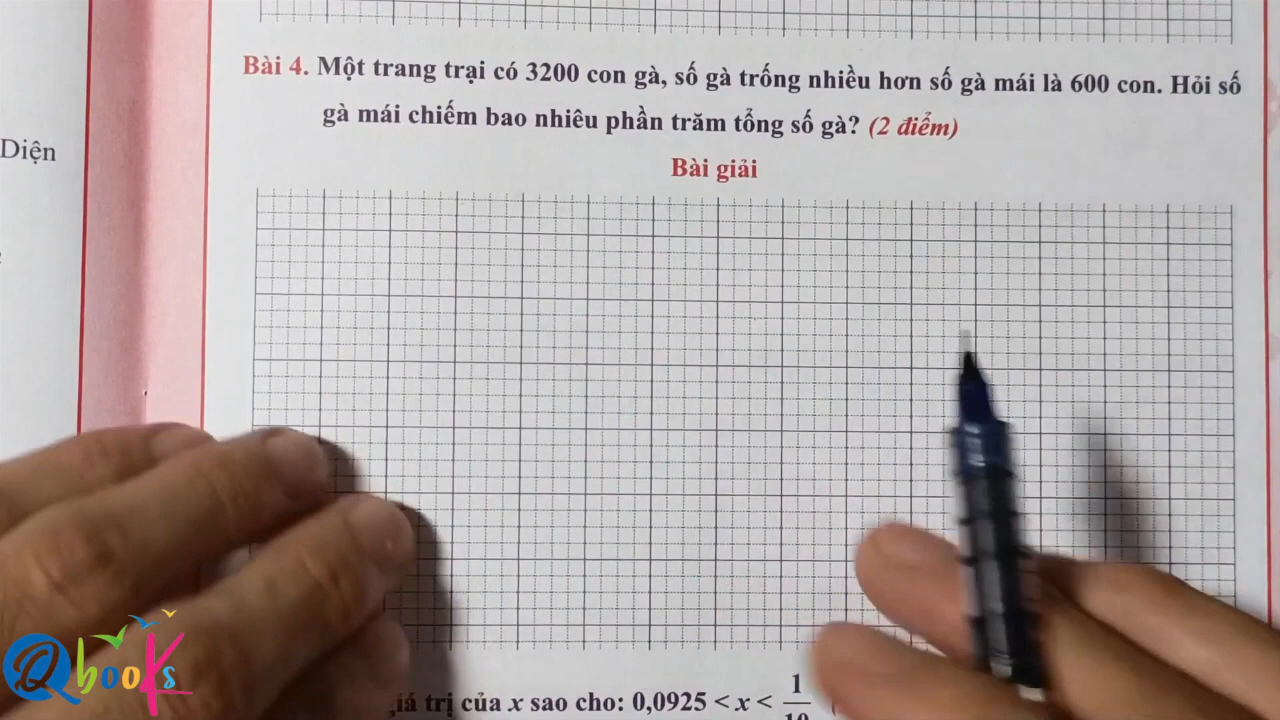 Bài 4. Một trang trại có 3200 con gà, số gà trống nhiều hơn số gà mái là 600 con. Hỏi số
gà mái chiếm bao nhiêu phần trăm tổng số gà? (2 điểm)
Diện
Bài giải
iá trị của x sao cho: 0,0925 < x < 1/10
Qbooks